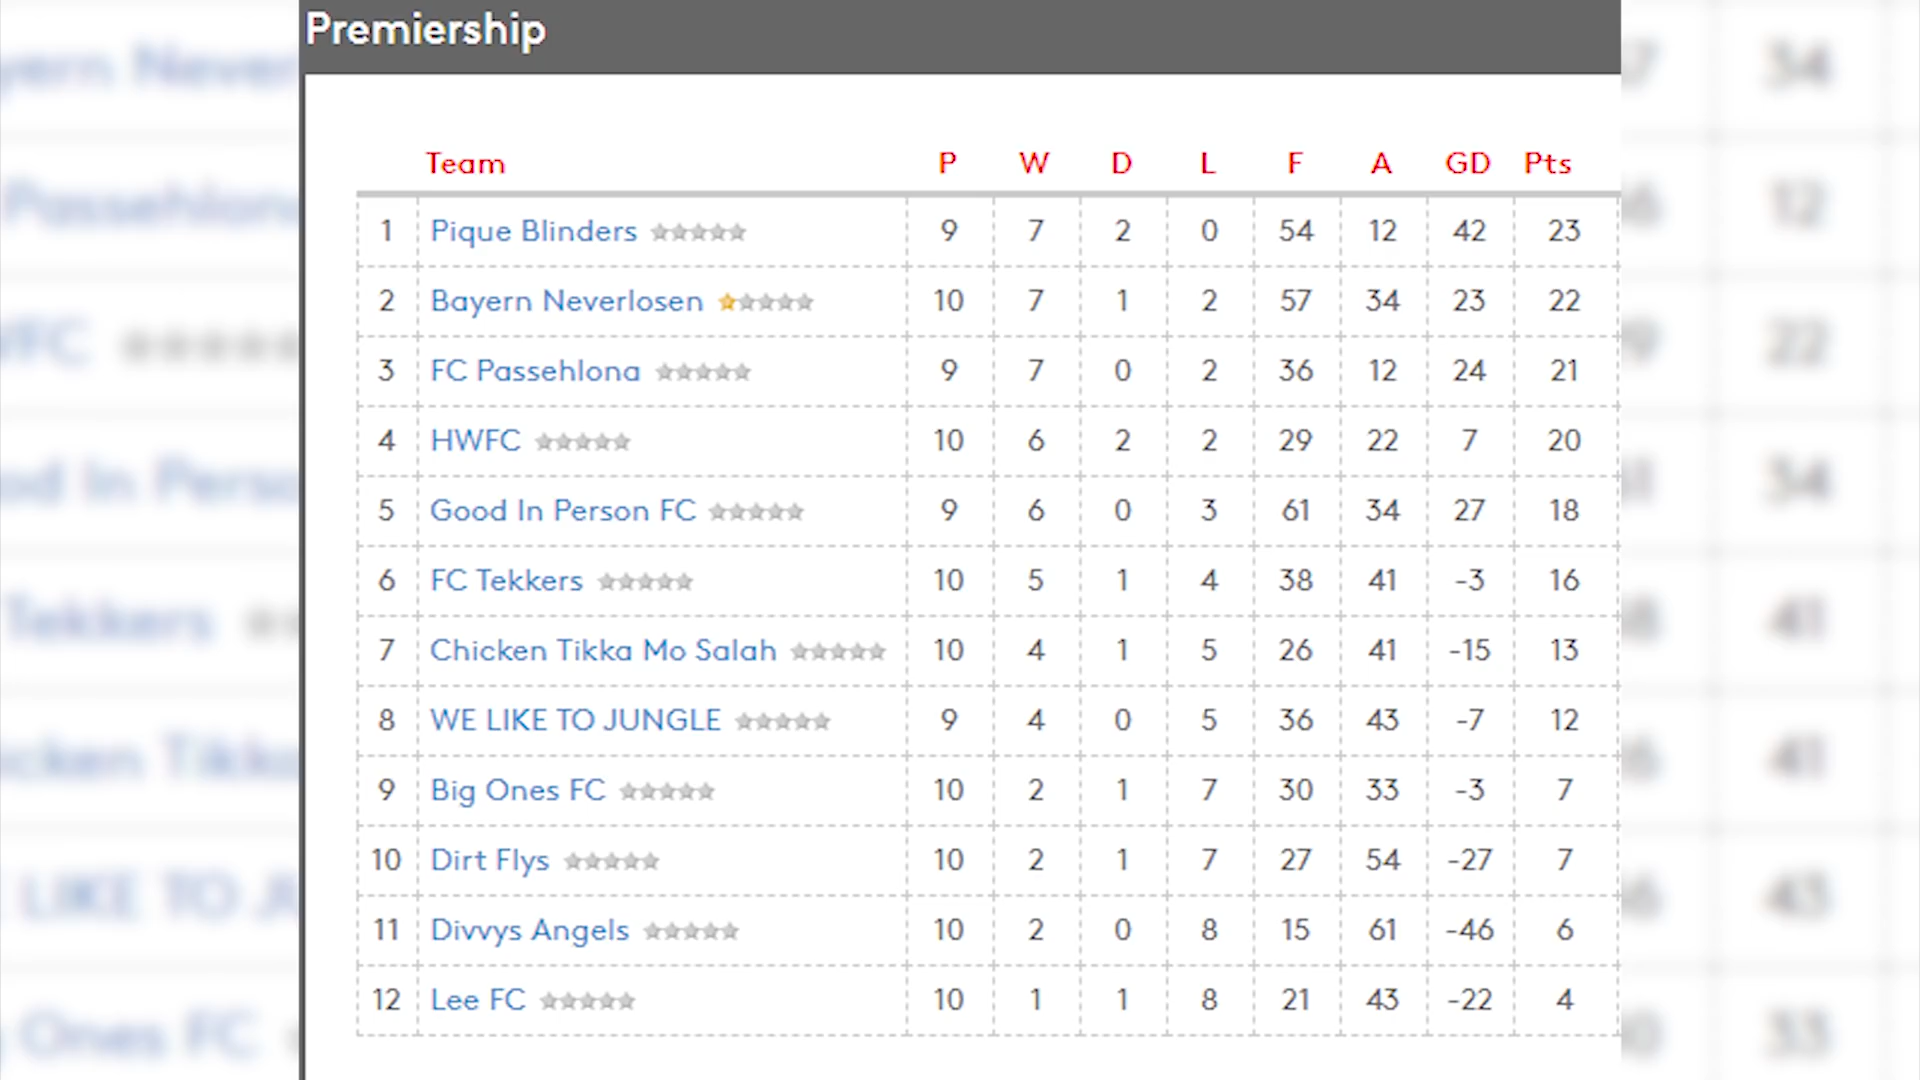 Premiership
Team P W D L F A GD Pts
1 Pique Blinders 9 7 2 0 54 12 42 23
2 Bayern Neverlosen 10 7 1 2 57 34 23 22
3 FC Passehlona 9 7 0 2 36 12 24 21
4 HWFC 10 6 2 2 29 22 7 20
5 Good In Person FC 9 6 0 3 61 34 27 18
6 FC Tekkers 10 5 1 4 38 41 -3 16
7 Chicken Tikka Mo Salah 10 4 1 5 26 41 -15 13
8 WE LIKE TO JUNGLE 9 4 0 5 36 43 -7 12
9 Big Ones FC 10 2 1 7 30 33 -3 7
10 Dirt Flys 10 2 1 7 27 54 -27 7
11 Divvys Angels 10 2 0 8 15 61 -46 6
12 Lee FC 10 1 1 8 21 43 -22 4